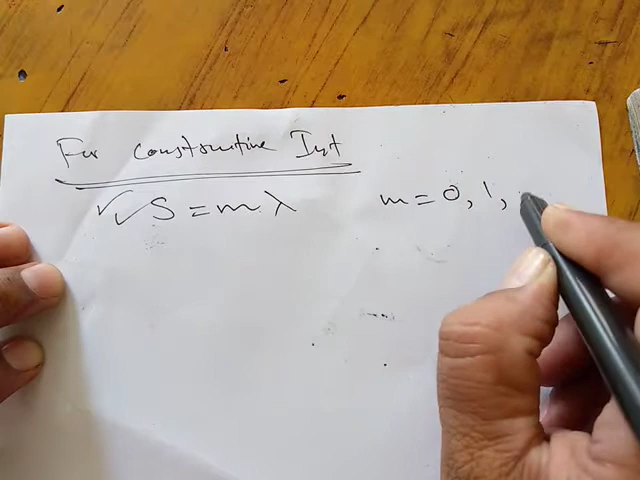 For constructive Int
✓✓ S = mλ m = 0, 1,